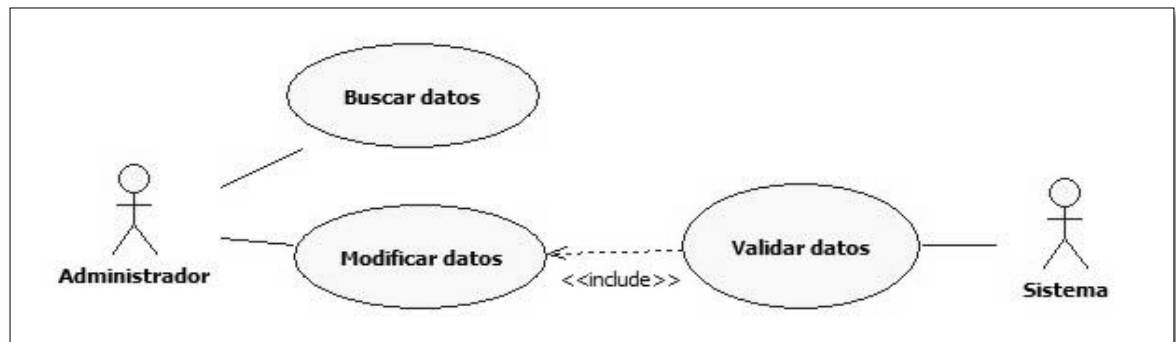 Buscar datos
Administrador
Modificar datos
<<include>>
Validar datos
Sistema